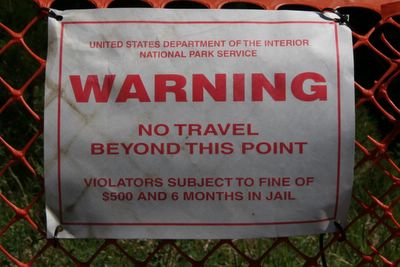 UNITED STATES DEPARTMENT OF THE INTERIOR
NATIONAL PARK SERVICE
WARNING
NO TRAVEL
BEYOND THIS POINT
VIOLATORS SUBJECT TO FINE OF
$500 AND 6 MONTHS IN JAIL